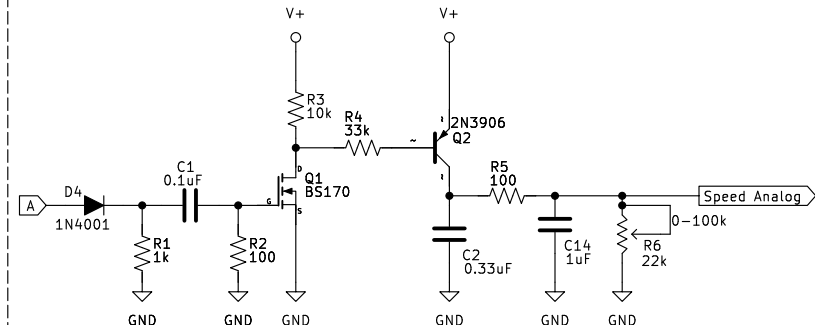 V+
V+
R3
10k
R4
33k
2N3906
Q2
~
~
~
D
Q1
BS170
G
S
C1
0.1uF
D4
1N4001
A
R5
100
Speed Analog
0-100k
R1
1k
R2
100
C2
0.33uF
C14
1uF
R6
22k
GND
GND
GND
GND
GND
GND